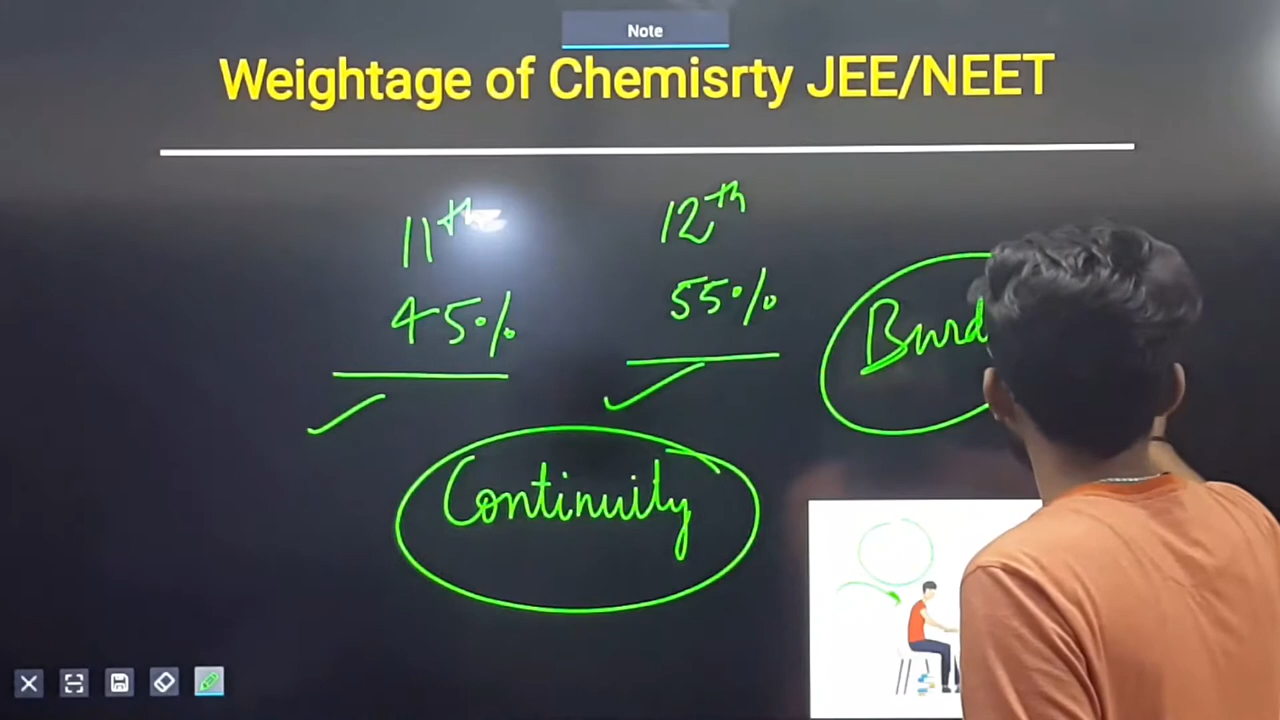 Note
Weightage of Chemisrty JEE/NEET
11th 12th
45% 55%
Continuity